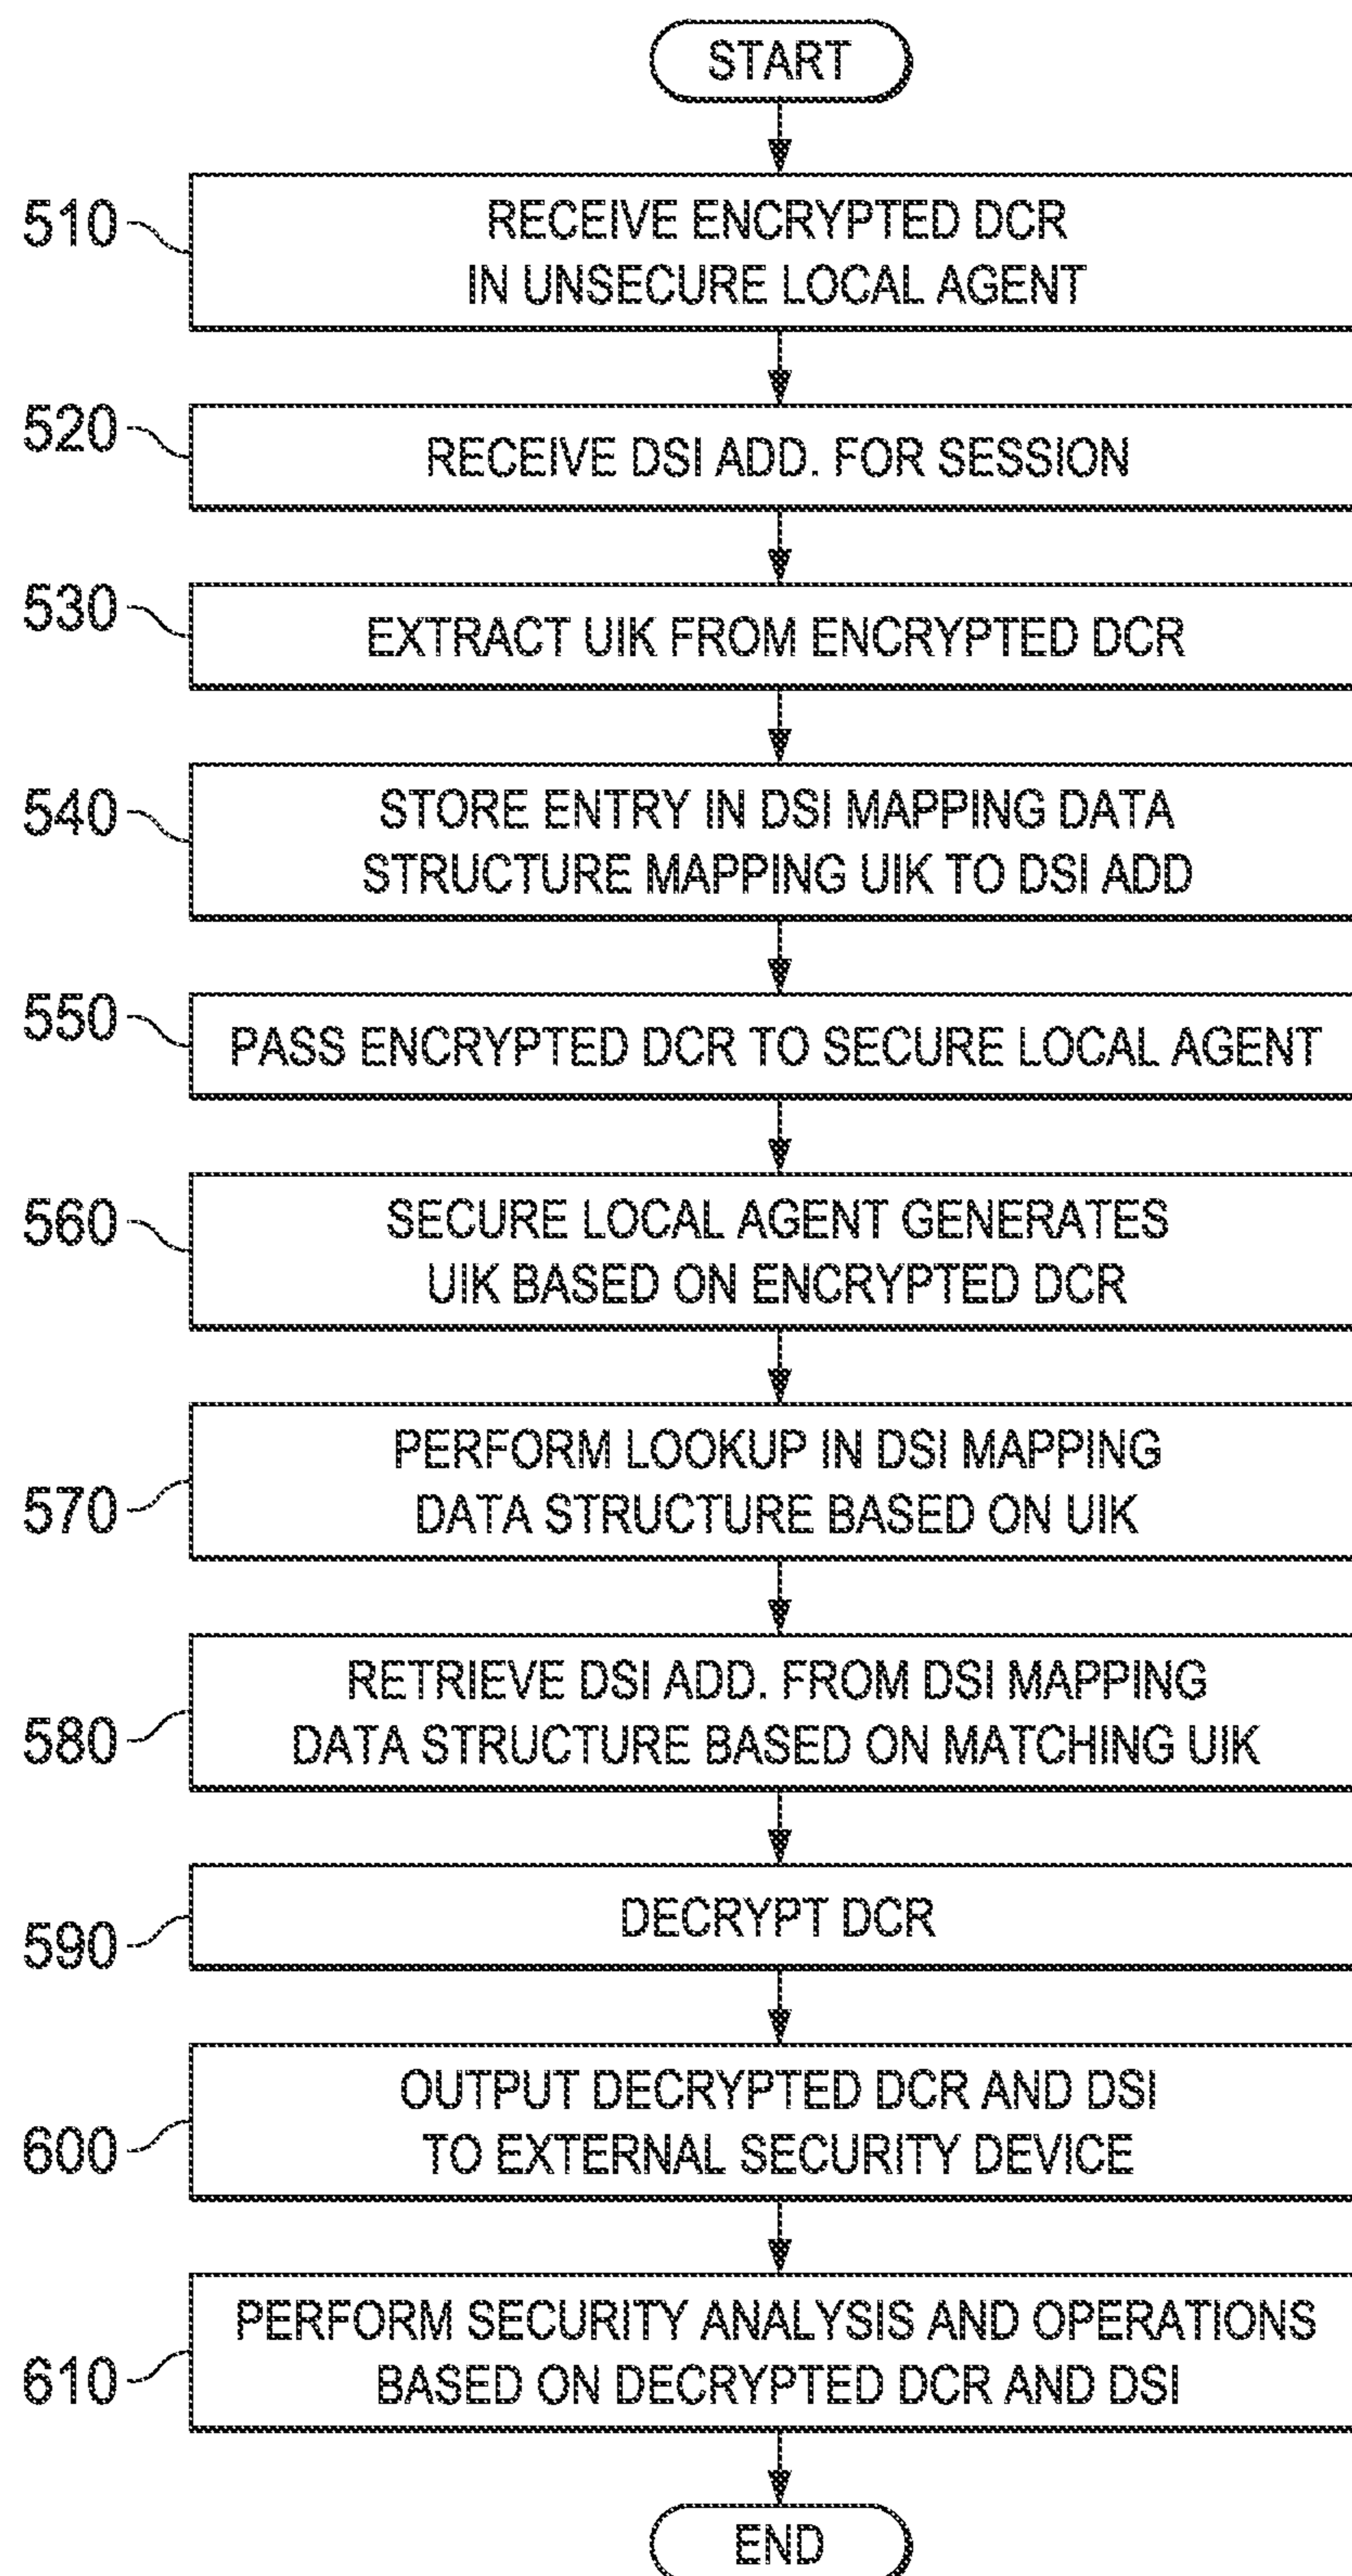 START
510
RECEIVE ENCRYPTED DCR
IN UNSECURE LOCAL AGENT
520
RECEIVE DSI ADD. FOR SESSION
530
EXTRACT UIK FROM ENCRYPTED DCR
540
STORE ENTRY IN DSI MAPPING DATA
STRUCTURE MAPPING UIK TO DSI ADD
550
PASS ENCRYPTED DCR TO SECURE LOCAL AGENT
560
SECURE LOCAL AGENT GENERATES
UIK BASED ON ENCRYPTED DCR
570
PERFORM LOOKUP IN DSI MAPPING
DATA STRUCTURE BASED ON UIK
580
RETRIEVE DSI ADD. FROM DSI MAPPING
DATA STRUCTURE BASED ON MATCHING UIK
590
DECRYPT DCR
600
OUTPUT DECRYPTED DCR AND DSI
TO EXTERNAL SECURITY DEVICE
610
PERFORM SECURITY ANALYSIS AND OPERATIONS
BASED ON DECRYPTED DCR AND DSI
END